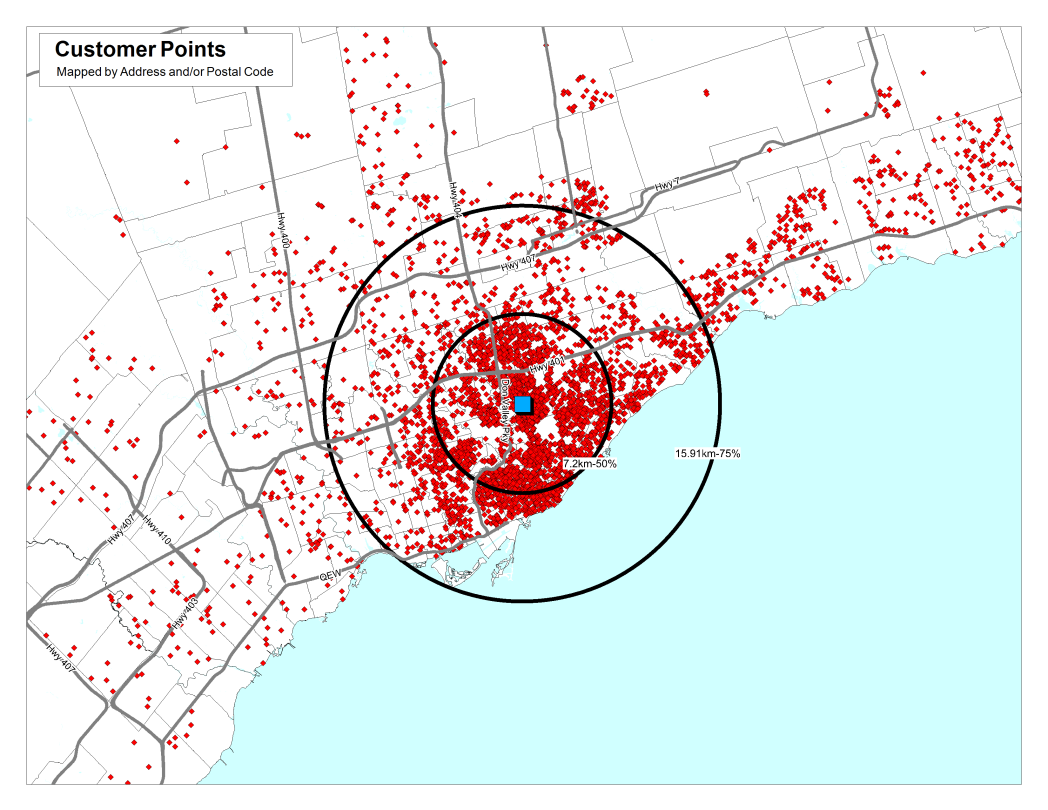 Customer Points
Mapped by Address and/or Postal Code
Hwy 7
Hwy 404
Hwy 400
Hwy 407
Hwy 401
Don Valley Pky
15.91km-75%
7.2km-50%
Hwy 407
Hwy 410
QEW
Hwy 403
Hwy 407